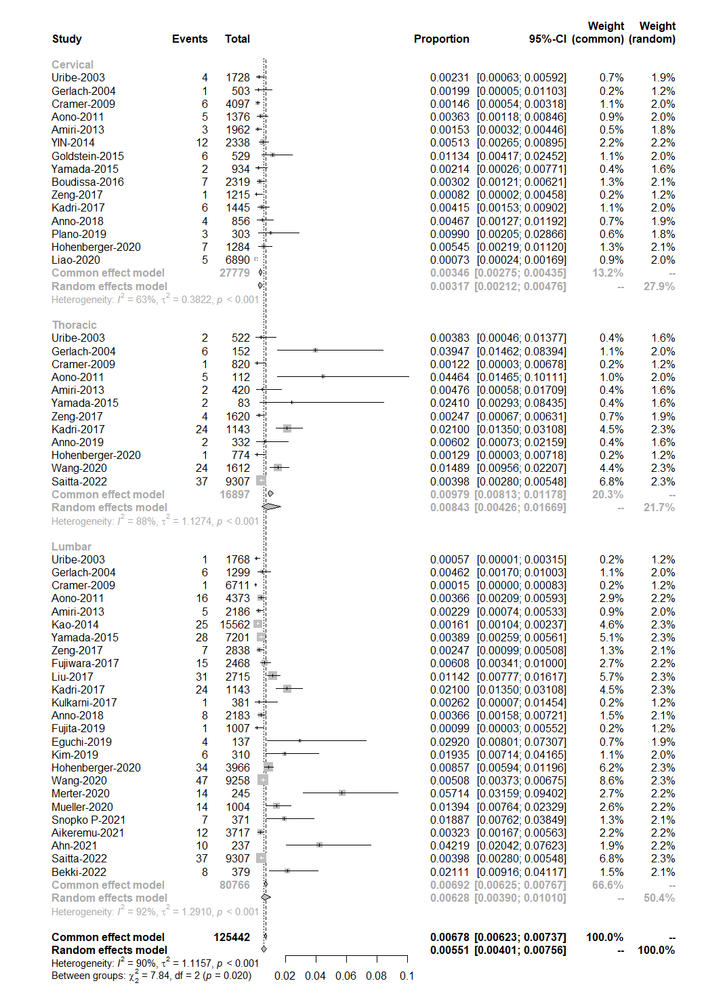 Weight Weight
Study Events Total Proportion 95%-CI (common) (random)
Cervical
Uribe-2003 4 1728 0.00231 [0.00063; 0.00592] 0.7% 1.9%
Gerlach-2004 1 503 0.00199 [0.00005; 0.01103] 0.2% 1.2%
Cramer-2009 6 4097 0.00146 [0.00054; 0.00318] 1.1% 2.0%
Aono-2011 5 1376 0.00363 [0.00118; 0.00846] 0.9% 2.0%
Amiri-2013 3 1962 0.00153 [0.00032; 0.00446] 0.5% 1.8%
YIN-2014 12 2338 0.00513 [0.00265; 0.00895] 2.2% 2.2%
Goldstein-2015 6 529 0.01134 [0.00417; 0.02452] 1.1% 2.0%
Yamada-2015 2 934 0.00214 [0.00026; 0.00771] 0.4% 1.6%
Boudissa-2016 7 2319 0.00302 [0.00121; 0.00621] 1.3% 2.1%
Zeng-2017 1 1215 0.00082 [0.00002; 0.00458] 0.2% 1.2%
Kadri-2017 6 1445 0.00415 [0.00153; 0.00902] 1.1% 2.0%
Anno-2018 4 856 0.00467 [0.00127; 0.01192] 0.7% 1.9%
Plano-2019 3 303 0.00990 [0.00205; 0.02866] 0.6% 1.8%
Hohenberger-2020 7 1284 0.00545 [0.00219; 0.01120] 1.3% 2.1%
Liao-2020 5 6890 0.00073 [0.00024; 0.00169] 0.9% 2.0%
Common effect model 27779 0.00346 [0.00275; 0.00435] 13.2% --
Random effects model 0.00317 [0.00212; 0.00476] -- 27.9%
Heterogeneity: I² = 63%, τ² = 0.3822, p < 0.001
Thoracic
Uribe-2003 2 522 0.00383 [0.00046; 0.01377] 0.4% 1.6%
Gerlach-2004 6 152 0.03947 [0.01462; 0.08394] 1.1% 2.0%
Cramer-2009 1 820 0.00122 [0.00003; 0.00678] 0.2% 1.2%
Aono-2011 5 112 0.04464 [0.01465; 0.10111] 1.0% 2.0%
Amiri-2013 2 420 0.00476 [0.00058; 0.01709] 0.4% 1.6%
Yamada-2015 2 83 0.02410 [0.00293; 0.08435] 0.4% 1.6%
Zeng-2017 4 1620 0.00247 [0.00067; 0.00631] 0.7% 1.9%
Kadri-2017 24 1143 0.02100 [0.01350; 0.03108] 4.5% 2.3%
Anno-2019 2 332 0.00602 [0.00073; 0.02159] 0.4% 1.6%
Hohenberger-2020 1 774 0.00129 [0.00003; 0.00718] 0.2% 1.2%
Wang-2020 24 1612 0.01489 [0.00956; 0.02207] 4.4% 2.3%
Saitta-2022 37 9307 0.00398 [0.00280; 0.00548] 6.8% 2.3%
Common effect model 16897 0.00979 [0.00813; 0.01178] 20.3% --
Random effects model 0.00843 [0.00426; 0.01669] -- 21.7%
Heterogeneity: I² = 88%, τ² = 1.1274, p < 0.001
Lumbar
Uribe-2003 1 1768 0.00057 [0.00001; 0.00315] 0.2% 1.2%
Gerlach-2004 6 1299 0.00462 [0.00170; 0.01003] 1.1% 2.0%
Cramer-2009 1 6711 0.00015 [0.00000; 0.00083] 0.2% 1.2%
Aono-2011 16 4373 0.00366 [0.00209; 0.00593] 2.9% 2.2%
Amiri-2013 5 2186 0.00229 [0.00074; 0.00533] 0.9% 2.0%
Kao-2014 25 15562 0.00161 [0.00104; 0.00237] 4.6% 2.3%
Yamada-2015 28 7201 0.00389 [0.00259; 0.00561] 5.1% 2.3%
Zeng-2017 7 2838 0.00247 [0.00099; 0.00508] 1.3% 2.1%
Fujiwara-2017 15 2468 0.00608 [0.00341; 0.01000] 2.7% 2.2%
Liu-2017 31 2715 0.01142 [0.00777; 0.01617] 5.7% 2.3%
Kadri-2017 24 1143 0.02100 [0.01350; 0.03108] 4.5% 2.3%
Kulkarni-2017 1 381 0.00262 [0.00007; 0.01454] 0.2% 1.2%
Anno-2018 8 2183 0.00366 [0.00158; 0.00721] 1.5% 2.1%
Fujita-2019 1 1007 0.00099 [0.00003; 0.00552] 0.2% 1.2%
Eguchi-2019 4 137 0.02920 [0.00801; 0.07307] 0.7% 1.9%
Kim-2019 6 310 0.01935 [0.00714; 0.04165] 1.1% 2.0%
Hohenberger-2020 34 3966 0.00857 [0.00594; 0.01196] 6.2% 2.3%
Wang-2020 47 9258 0.00508 [0.00373; 0.00675] 8.6% 2.3%
Merter-2020 14 245 0.05714 [0.03159; 0.09402] 2.7% 2.2%
Mueller-2020 14 1004 0.01394 [0.00764; 0.02329] 2.6% 2.2%
Snopko P-2021 7 371 0.01887 [0.00762; 0.03849] 1.3% 2.1%
Aikeremu-2021 12 3717 0.00323 [0.00167; 0.00563] 2.2% 2.2%
Ahn-2021 10 237 0.04219 [0.02042; 0.07623] 1.9% 2.2%
Saitta-2022 37 9307 0.00398 [0.00280; 0.00548] 6.8% 2.3%
Bekki-2022 8 379 0.02111 [0.00916; 0.04117] 1.5% 2.1%
Common effect model 80766 0.00692 [0.00625; 0.00767] 66.6% --
Random effects model 0.00628 [0.00390; 0.01010] -- 50.4%
Heterogeneity: I² = 92%, τ² = 1.2910, p < 0.001
Common effect model 125442 0.00678 [0.00623; 0.00737] 100.0% --
Random effects model 0.00551 [0.00401; 0.00756] -- 100.0%
Heterogeneity: I² = 90%, τ² = 1.1157, p < 0.001
Between groups: χ²₂ = 7.84, df = 2 (p = 0.020)
0.02 0.04 0.06 0.08 0.1